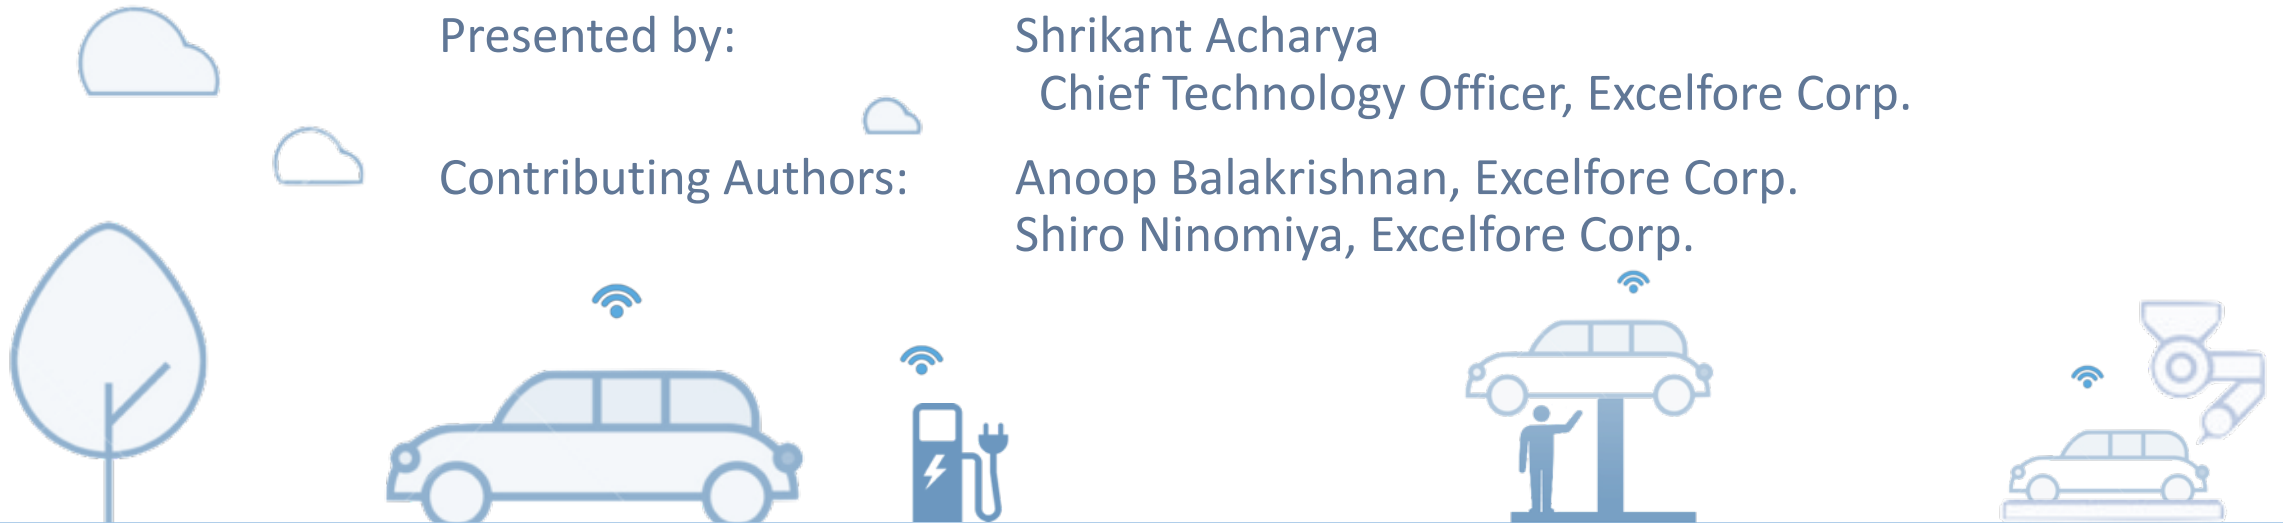 Presented by: Shrikant Acharya
Chief Technology Officer, Excelfore Corp.
Contributing Authors: Anoop Balakrishnan, Excelfore Corp.
Shiro Ninomiya, Excelfore Corp.